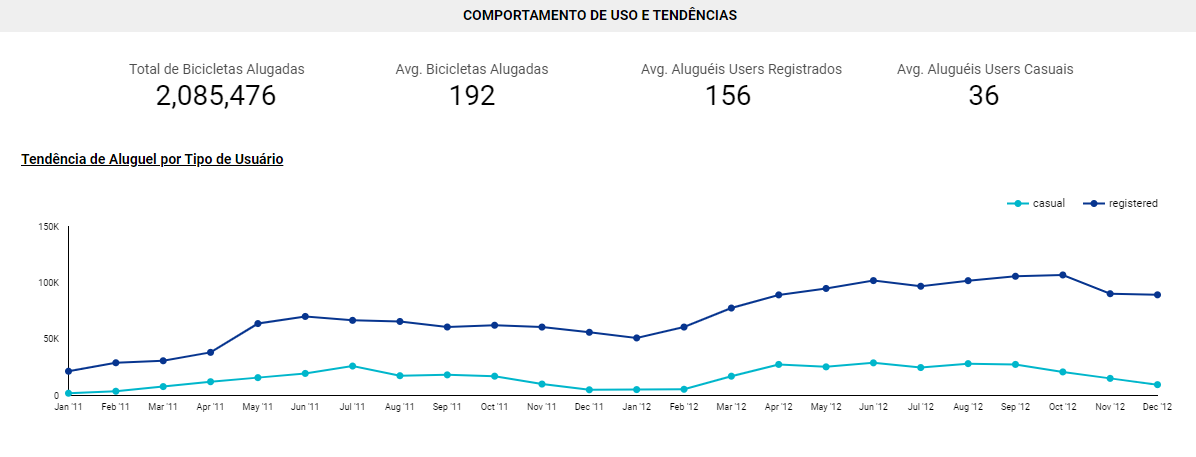 COMPORTAMENTO DE USO E TENDÊNCIAS
Total de Bicicletas Alugadas Avg. Bicicletas Alugadas Avg. Aluguéis Users Registrados Avg. Aluguéis Users Casuais
2,085,476 192 156 36
Tendência de Aluguel por Tipo de Usuário
casual registered
150K
100K
50K
0
Jan '11 Feb '11 Mar '11 Apr '11 May '11 Jun '11 Jul '11 Aug '11 Sep '11 Oct '11 Nov '11 Dec '11 Jan '12 Feb '12 Mar '12 Apr '12 May '12 Jun '12 Jul '12 Aug '12 Sep '12 Oct '12 Nov '12 Dec '12